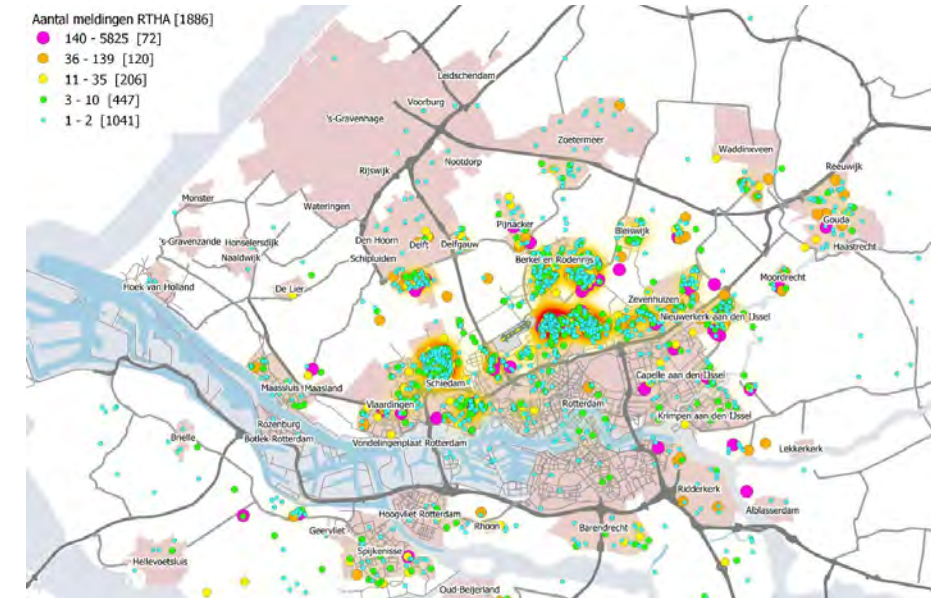 Aantal meldingen RTHA [1886]
140 - 5825 [72]
36 - 139 [120]
11 - 35 [206]
3 - 10 [447]
1 - 2 [1041]
Leidschendam
Voorburg
's-Gravenhage
Zoetermeer
Waddinxveen
Nootdorp
Rijswijk
Reeuwijk
Monster
Wateringen
Pijnacker
Gouda
's-Gravenzande
Honselersdijk
Den Hoorn
Delft
Delfgauw
Bleiswijk
Haastrecht
Naaldwijk
Schipluiden
Berkel en Rodenrijs
Moordrecht
Hoek van Holland
De Lier
Zevenhuizen
Nieuwerkerk aan den IJssel
Capelle aan den IJssel
Maassluis
Maasland
Schiedam
Vlaardingen
Rotterdam
Krimpen aan den IJssel
Rozenburg
Brielle
Botlek-Rotterdam
Vondelingenplaat Rotterdam
Lekkerkerk
Ridderkerk
Hoogvliet Rotterdam
Alblasserdam
Geervliet
Rhoon
Barendrecht
Spijkenisse
Hellevoetsluis
Oud-Beijerland